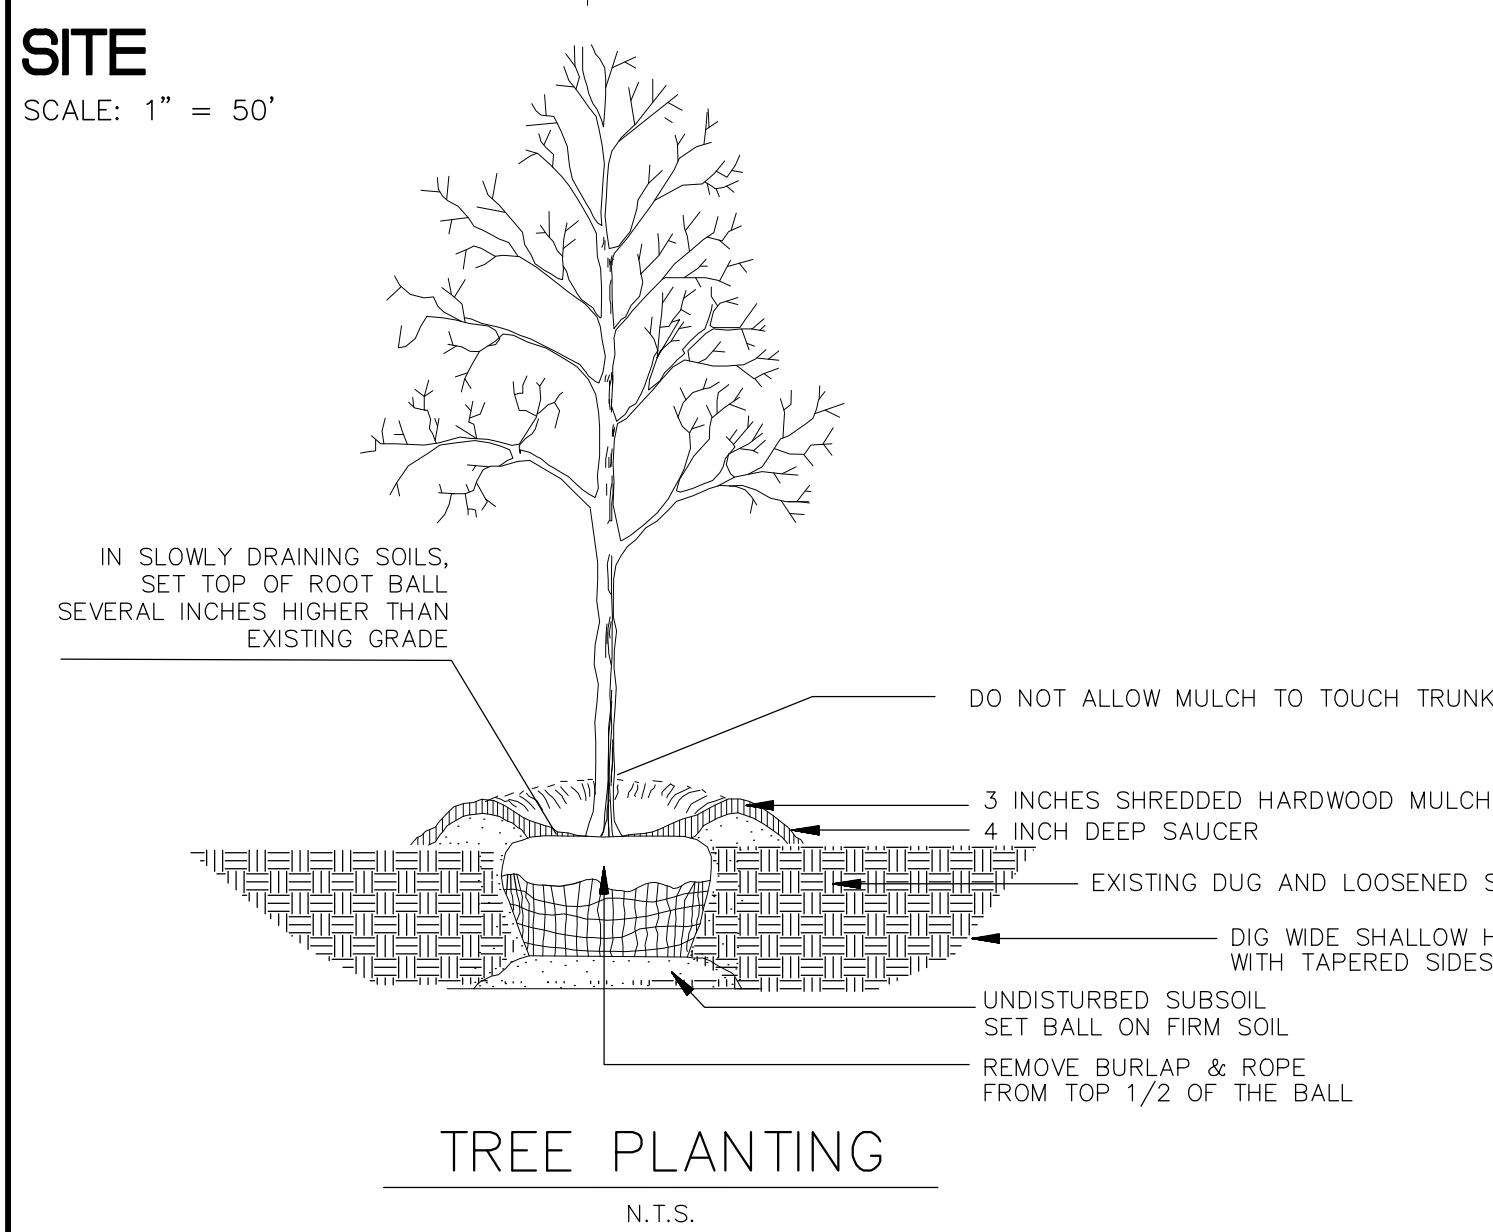 SITE
SCALE: 1" = 50'
IN SLOWLY DRAINING SOILS,
SET TOP OF ROOT BALL
SEVERAL INCHES HIGHER THAN
EXISTING GRADE
DO NOT ALLOW MULCH TO TOUCH TRUNK
3 INCHES SHREDDED HARDWOOD MULCH
4 INCH DEEP SAUCER
EXISTING DUG AND LOOSENED
DIG WIDE SHALLOW
WITH TAPERED SIDES
UNDISTURBED SUBSOIL
SET BALL ON FIRM SOIL
REMOVE BURLAP & ROPE
FROM TOP 1/2 OF THE BALL
TREE PLANTING
N.T.S.